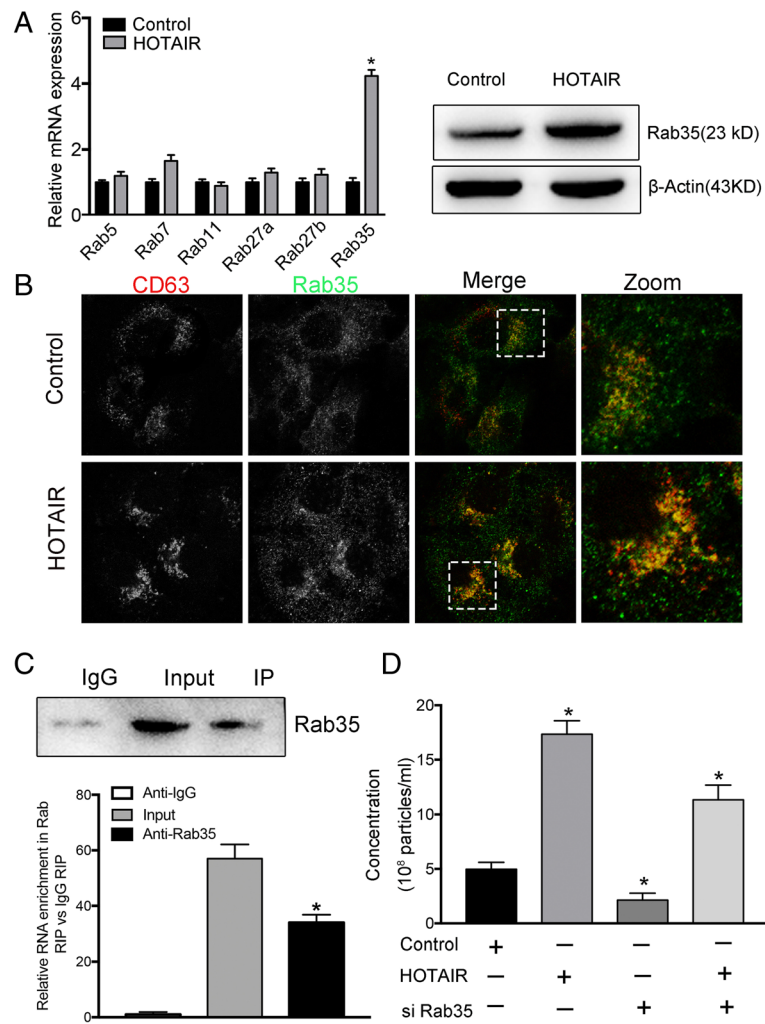 A
Control
HOTAIR
Relative mRNA expression
6
4
2
0
*
Rab5
Rab7
Rab11
Rab27a
Rab27b
Rab35
Control
HOTAIR
Rab35(23 kD)
β-Actin(43KD)
B
CD63
Rab35
Merge
Zoom
Control
HOTAIR
C
IgG
Input
IP
Rab35
Relative RNA enrichment in Rab
RIP vs IgG RIP
80
60
40
20
0
Anti-IgG
Input
Anti-Rab35
*
D
Concentration
(10⁸ particles/ml)
20
15
10
5
0
*
*
*
Control + — — —
HOTAIR — + — +
si Rab35 — — + +